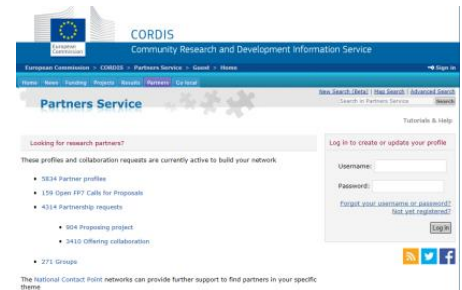 European
Commission
CORDIS
Community Research and Development Information Service
European Commission > CORDIS > Partners Service > Guest > Home
Sign in
Home News Funding Projects Results Partners Go local
New Search (Beta) | Map Search | Advanced Search
Partners Service
Search in Partners Service Search
Tutorials & Help
Looking for research partners?
These profiles and collaboration requests are currently active to build your network
• 5834 Partner profiles
• 159 Open FP7 Calls for Proposals
• 4314 Partnership requests
• 904 Proposing project
• 3410 Offering collaboration
• 271 Groups
The National Contact Point networks can provide further support to find partners in your specific
theme
Log in to create or update your profile
Username:
Password:
Forgot your username or password?
Not yet registered?
Log in